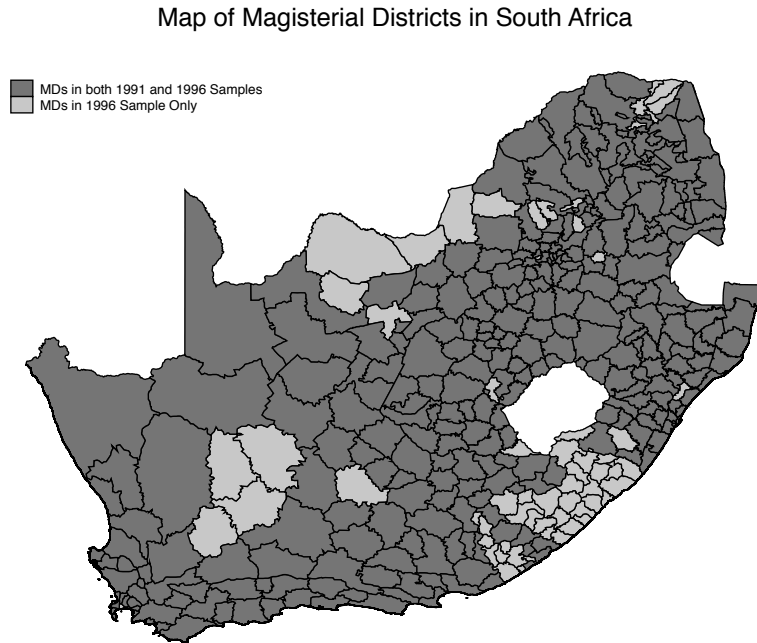 Map of Magisterial Districts in South Africa
MDs in both 1991 and 1996 Samples
MDs in 1996 Sample Only